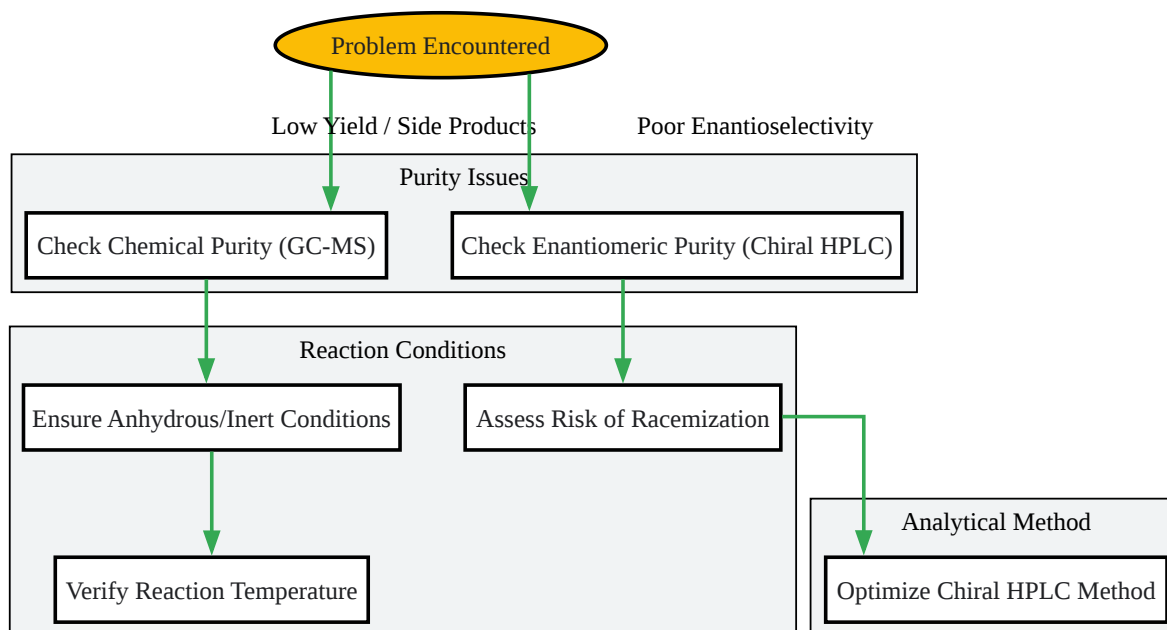 Problem Encountered
Low Yield / Side Products
Poor Enantioselectivity
Purity Issues
Check Chemical Purity (GC-MS)
Check Enantiomeric Purity (Chiral HPLC)
Reaction Conditions
Ensure Anhydrous/Inert Conditions
Assess Risk of Racemization
Analytical Method
Verify Reaction Temperature
Optimize Chiral HPLC Method